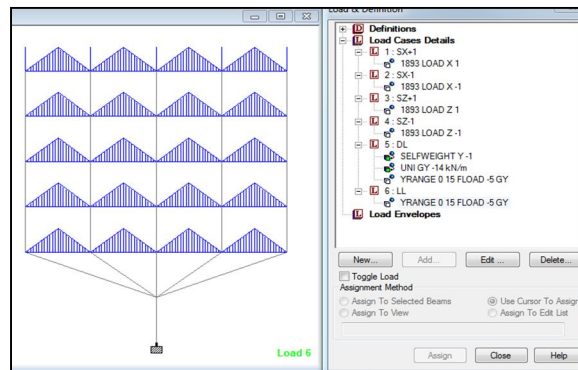 Load & Definition
Definitions
Load Cases Details
1 : SX+1
1893 LOAD X 1
2 : SX-1
1893 LOAD X -1
3 : SZ+1
1893 LOAD Z 1
4 : SZ-1
1893 LOAD Z -1
5 : DL
SELFWEIGHT Y -1
UNI GY -14 kN/m
YRANGE 0 15 FLOAD -5 GY
6 : LL
YRANGE 0 15 FLOAD -5 GY
Load Envelopes
New... Add... Edit ... Delete...
Toggle Load
Assignment Method
Assign To Selected Beams Use Cursor To Assign
Assign To View Assign To Edit List
Assign Close Help
Load 6